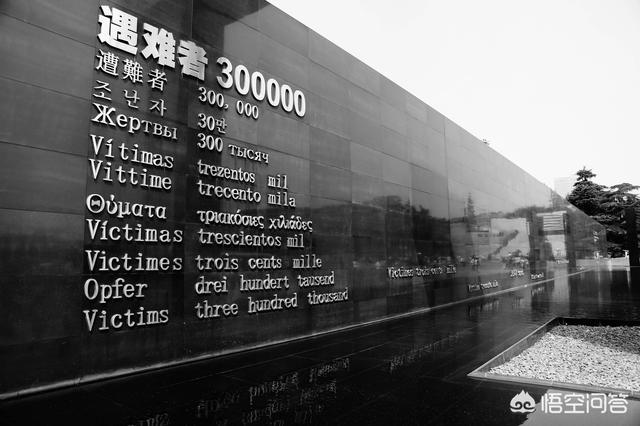 遇难者 300000
遭難者 300,000
조난자 30만
Жертвы 300 тысяч
Vítimas trezentos mil
Vittime trecento mila
Θύματα τριακόσιες χιλιάδες
Víctimas trescientos mil
Victimes trois cents mille
Opfer drei hundert tausend
Victims three hundred thousand
悟空问答